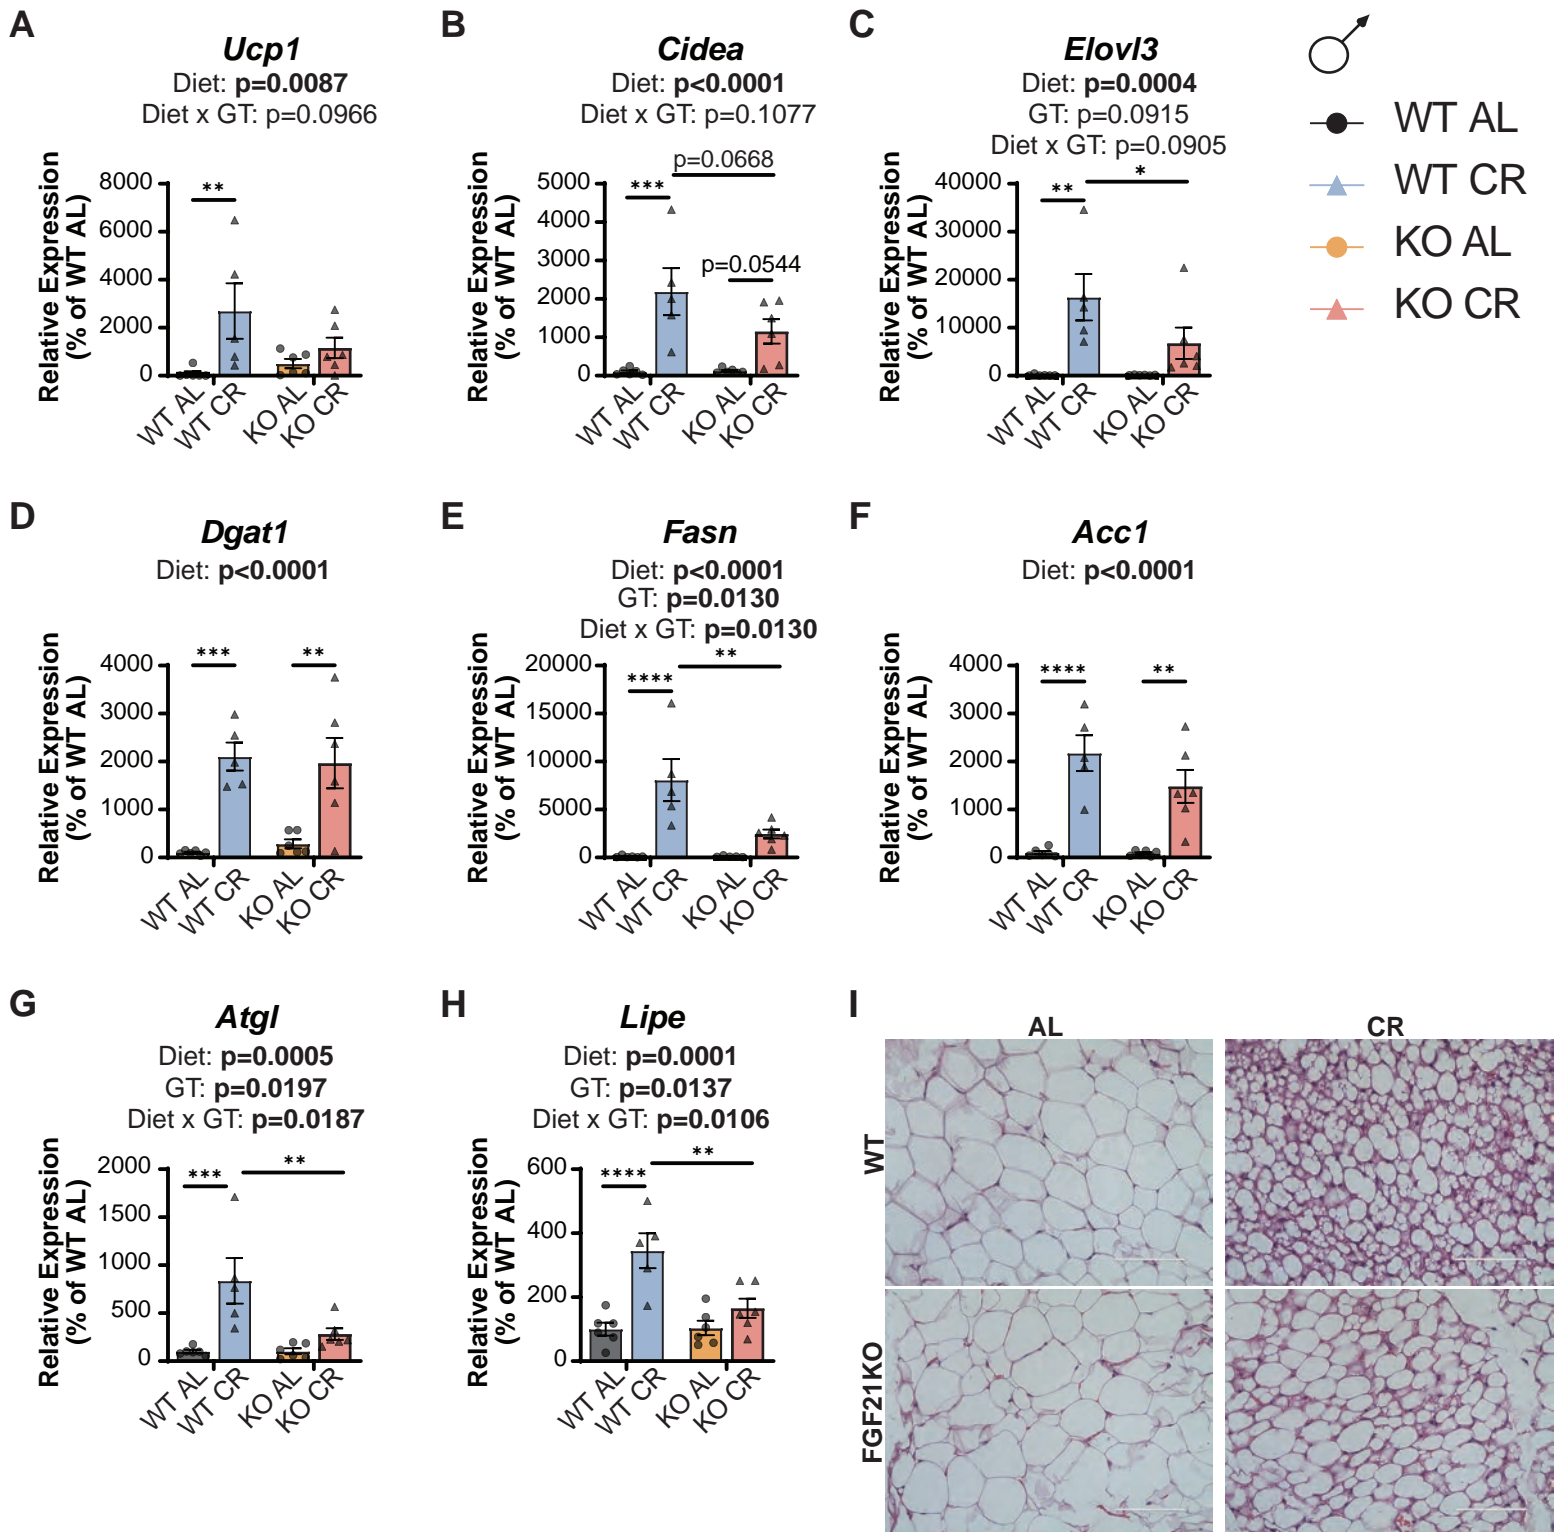 A
Ucp1
Diet: p=0.0087
Diet x GT: p=0.0966
Relative Expression
(% of WT AL)
8000
6000
4000
2000
0
**
WT AL
WT CR
KO AL
KO CR
B
Cidea
Diet: p<0.0001
Diet x GT: p=0.1077
p=0.0668
Relative Expression
(% of WT AL)
5000
4000
3000
2000
1000
0
***
p=0.0544
WT AL
WT CR
KO AL
KO CR
C
Elovl3
Diet: p=0.0004
GT: p=0.0915
Diet x GT: p=0.0905
Relative Expression
(% of WT AL)
40000
30000
20000
10000
0
**
*
WT AL
WT CR
KO AL
KO CR
WT AL
WT CR
KO AL
KO CR
D
Dgat1
Diet: p<0.0001
Relative Expression
(% of WT AL)
4000
3000
2000
1000
0
***
**
WT AL
WT CR
KO AL
KO CR
E
Fasn
Diet: p<0.0001
GT: p=0.0130
Diet x GT: p=0.0130
Relative Expression
(% of WT AL)
20000
15000
10000
5000
0
****
**
WT AL
WT CR
KO AL
KO CR
F
Acc1
Diet: p<0.0001
Relative Expression
(% of WT AL)
4000
3000
2000
1000
0
****
**
WT AL
WT CR
KO AL
KO CR
G
Atgl
Diet: p=0.0005
GT: p=0.0197
Diet x GT: p=0.0187
Relative Expression
(% of WT AL)
2000
1500
1000
500
0
***
**
WT AL
WT CR
KO AL
KO CR
H
Lipe
Diet: p=0.0001
GT: p=0.0137
Diet x GT: p=0.0106
Relative Expression
(% of WT AL)
600
400
200
0
****
**
WT AL
WT CR
KO AL
KO CR
I
AL
CR
WT
FGF21KO